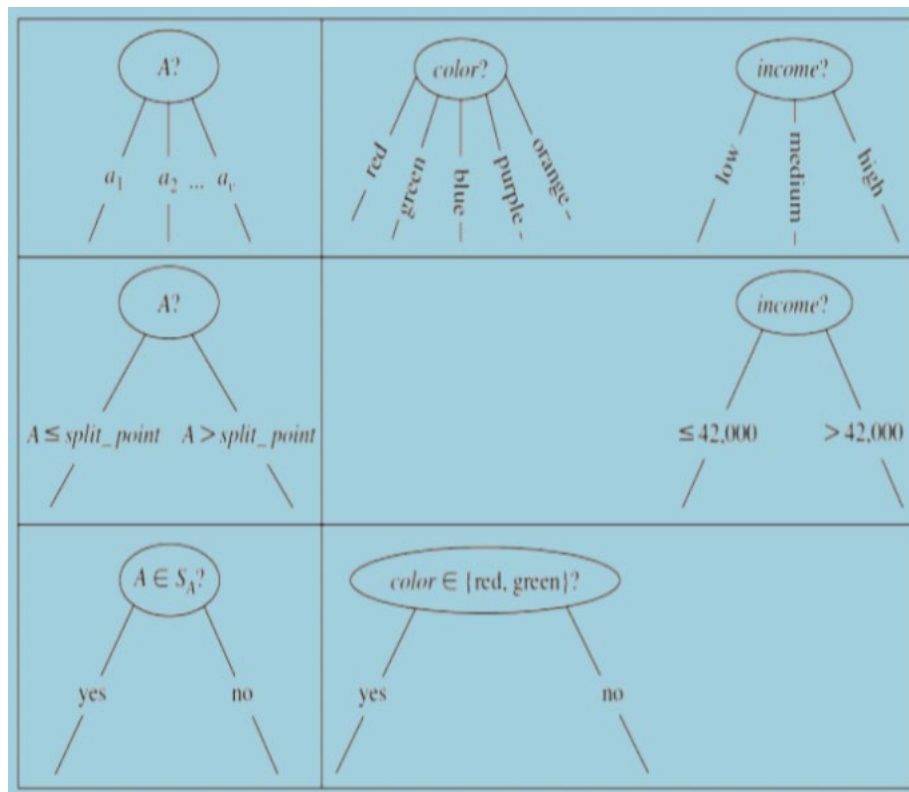 A?
a1 a2 ... av
color?
red
green
blue
purple
orange
income?
low
medium
high
A?
A ≤ split_point A > split_point
income?
≤ 42,000 > 42,000
A ∈ SA?
yes no
color ∈ {red, green}?
yes no